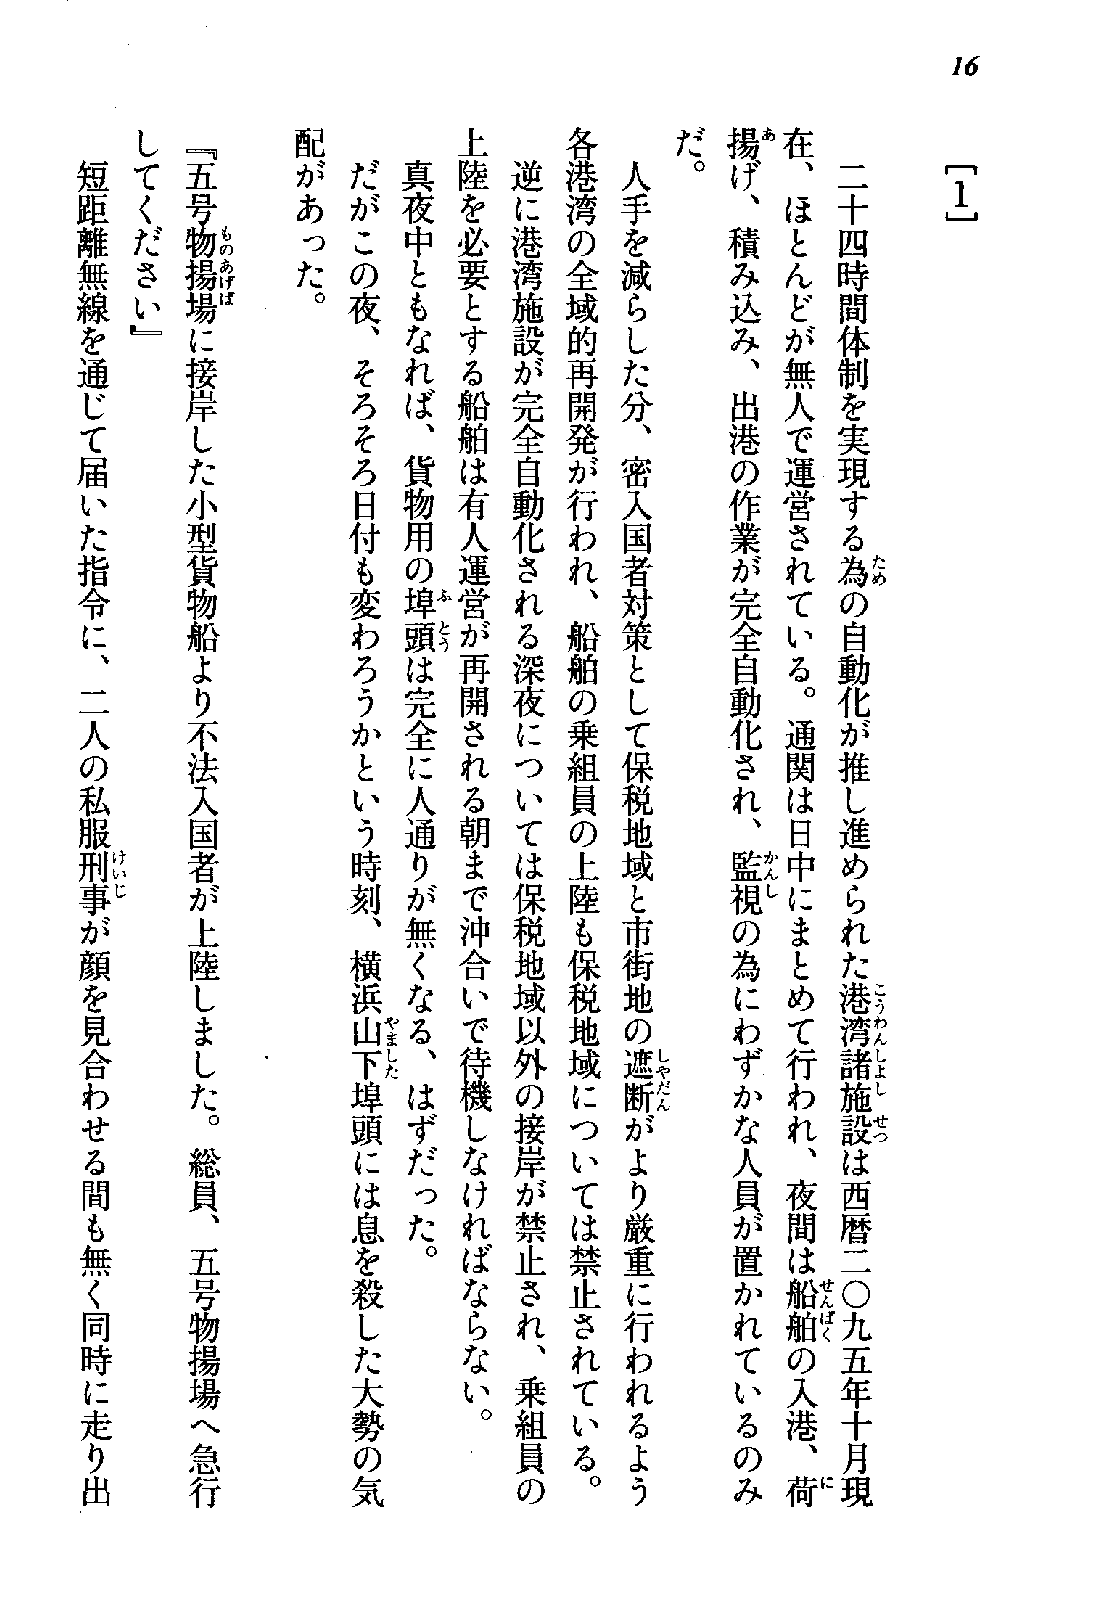 16
[1]
　二十四時間体制を実現する為の自動化が推し進められた港湾諸施設は西暦二〇九五年十月現
在、ほとんどが無人で運営されている。通関は日中にまとめて行われ、夜間は船舶の入港、荷
揚げ、積み込み、出港の作業が完全自動化され、監視の為にわずかな人員が置かれているのみ
だ。
　人手を減らした分、密入国者対策として保税地域と市街地の遮断がより厳重に行われるよう
各港湾の全域的再開発が行われ、船舶の乗組員の上陸も保税地域については禁止されている。
　逆に港湾施設が完全自動化される深夜については保税地域以外の接岸が禁止され、乗組員の
上陸を必要とする船舶は有人運営が再開される朝まで沖合いで待機しなければならない。
　真夜中ともなれば、貨物用の埠頭は完全に人通りが無くなる、はずだった。
　だがこの夜、そろそろ日付も変わろうかという時刻、横浜山下埠頭には息を殺した大勢の気
配があった。
『五号物揚場に接岸した小型貨物船より不法入国者が上陸しました。総員、五号物揚場へ急行
してください』
　短距離無線を通じて届いた指令に、二人の私服刑事が顔を見合わせる間も無く同時に走り出